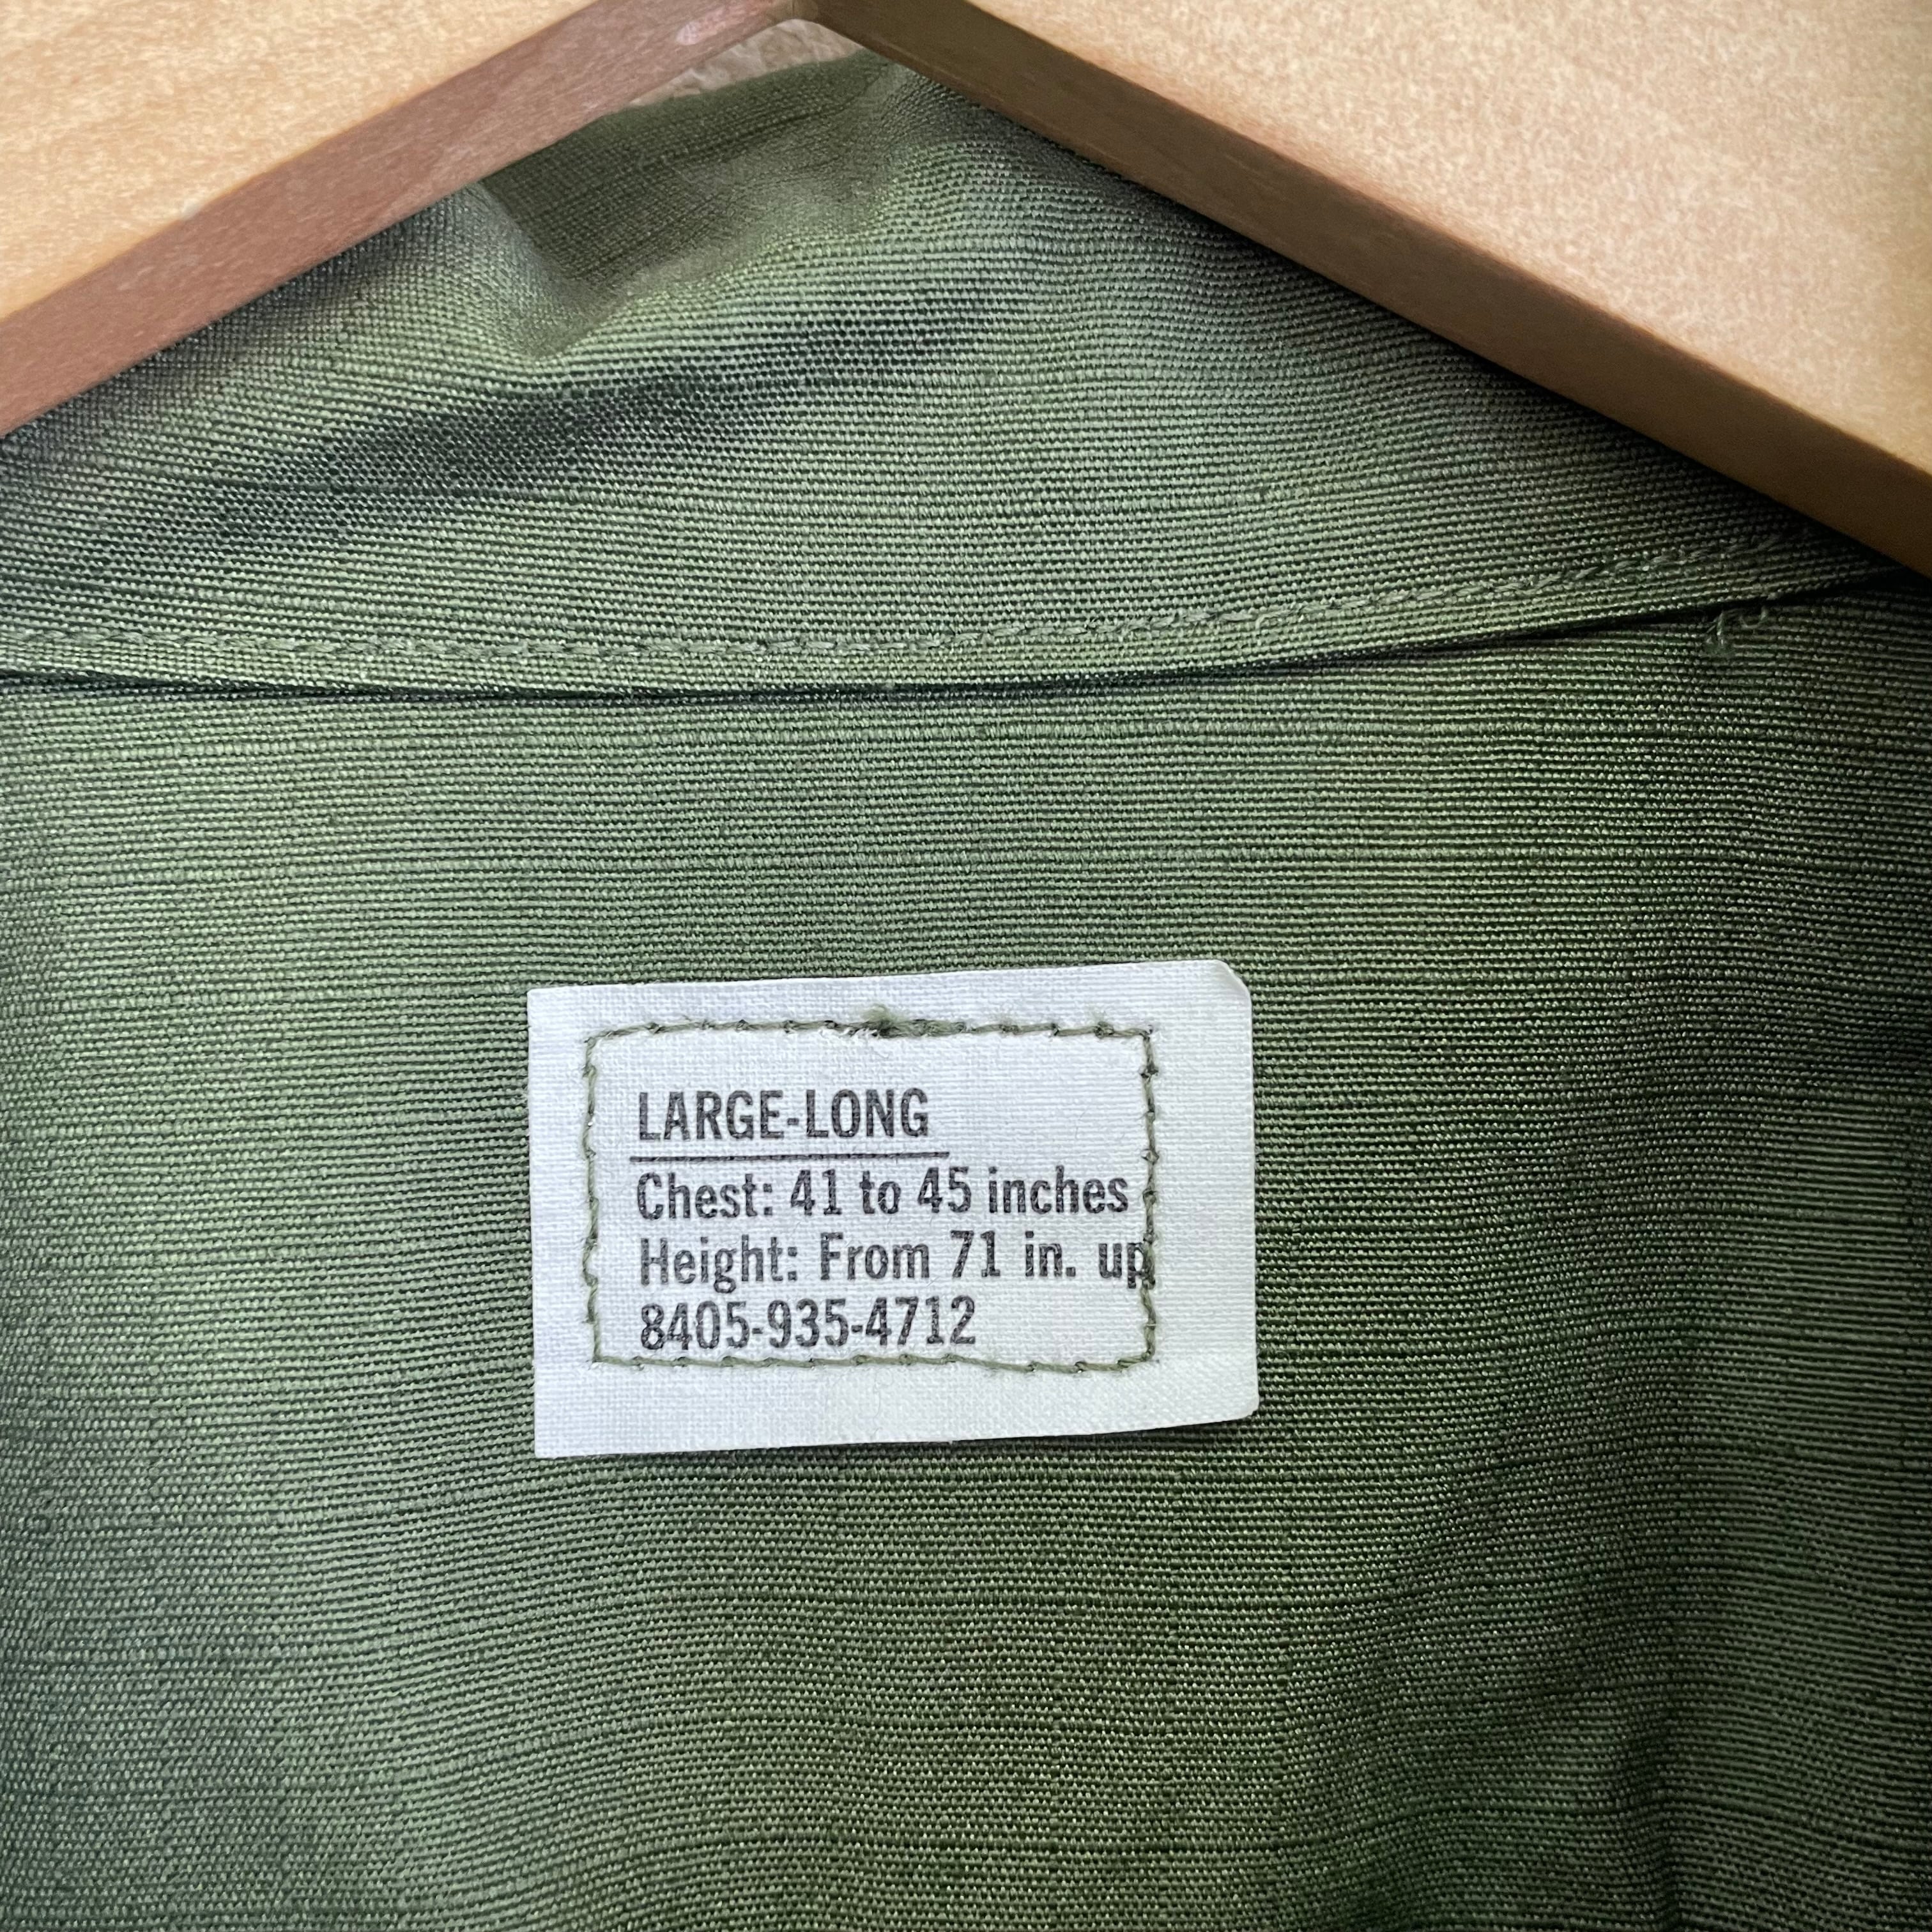 LARGE-LONG
Chest: 41 to 45 inches
Height: From 71 in. up
8405-935-4712